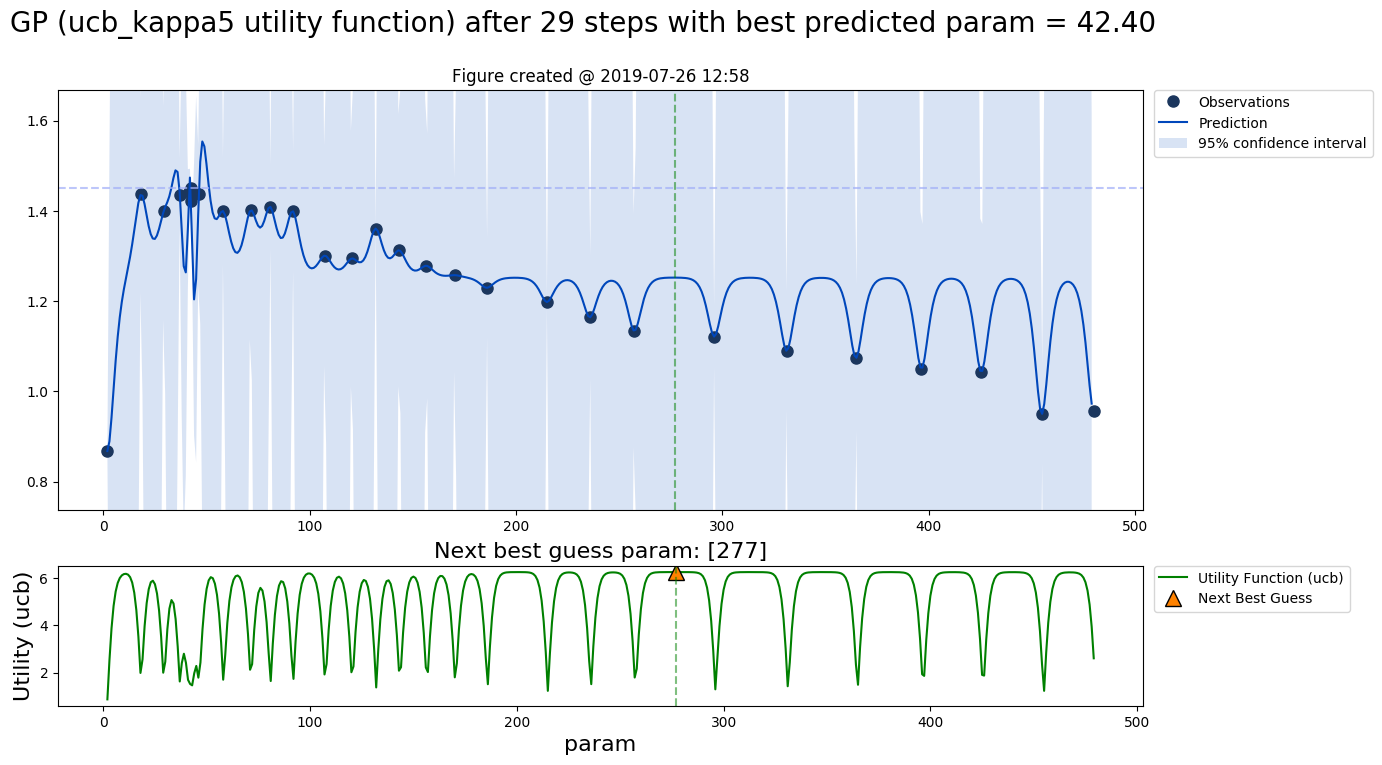 GP (ucb_kappa5 utility function) after 29 steps with best predicted param = 42.40
Figure created @ 2019-07-26 12:58
1.6
1.4
1.2
1.0
0.8
0
100
200
300
400
500
Observations
Prediction
95% confidence interval
Next best guess param: [277]
Utility (ucb)
6
4
2
0
100
200
300
400
500
param
Utility Function (ucb)
Next Best Guess